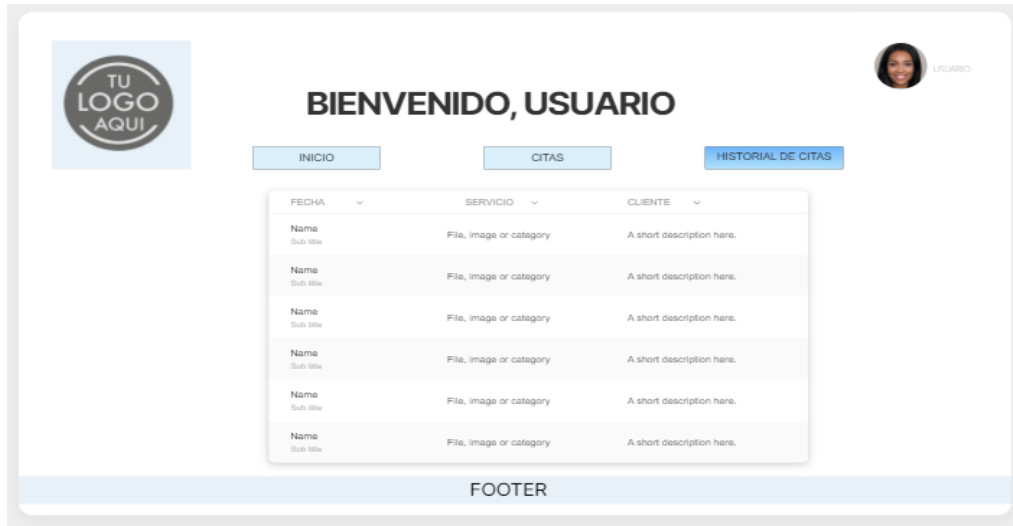 TU
LOGO
AQUI
USUARIO
BIENVENIDO, USUARIO
INICIO CITAS HISTORIAL DE CITAS
FECHA SERVICIO CLIENTE
Name
Sub title
File, image or category
A short description here.
Name
Sub title
File, image or category
A short description here.
Name
Sub title
File, image or category
A short description here.
Name
Sub title
File, image or category
A short description here.
Name
Sub title
File, image or category
A short description here.
Name
Sub title
File, image or category
A short description here.
FOOTER